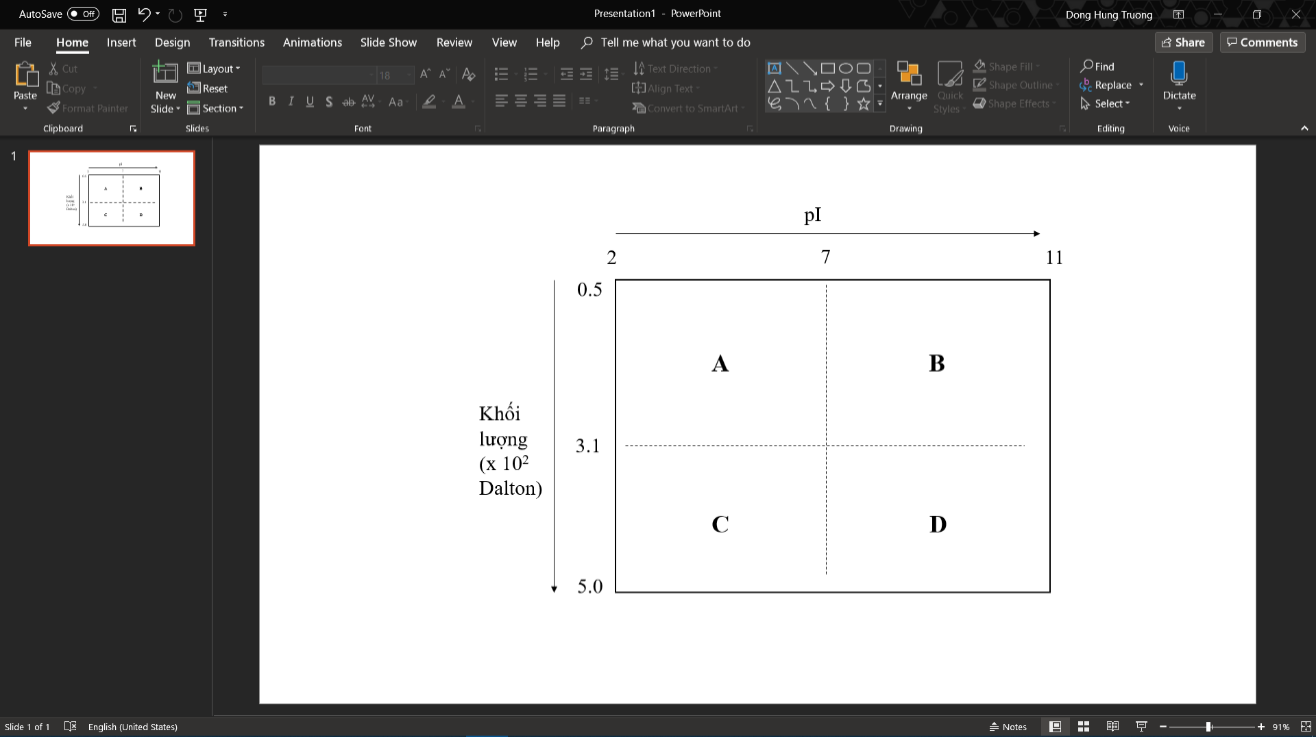 AutoSave Off
Presentation1 - PowerPoint
Dong Hung Truong
File Home Insert Design Transitions Animations Slide Show Review View Help Tell me what you want to do
Share Comments
Paste
Cut
Copy
Format Painter
Clipboard
New
Slide
Layout
Reset
Section
Slides
16
A A A
B I U S ab AV Aa A
Font
Text Direction
Align Text
Convert to SmartArt
Paragraph
Arrange
Quick
Styles
Shape Fill
Shape Outline
Shape Effects
Drawing
Find
Replace
Select
Editing
Dictate
Voice
1
pI
2 7 11
0.5
A B
Khối
lượng
(x 10²
Dalton)
3.1
C D
5.0
Slide 1 of 1
English (United States)
Notes
91%